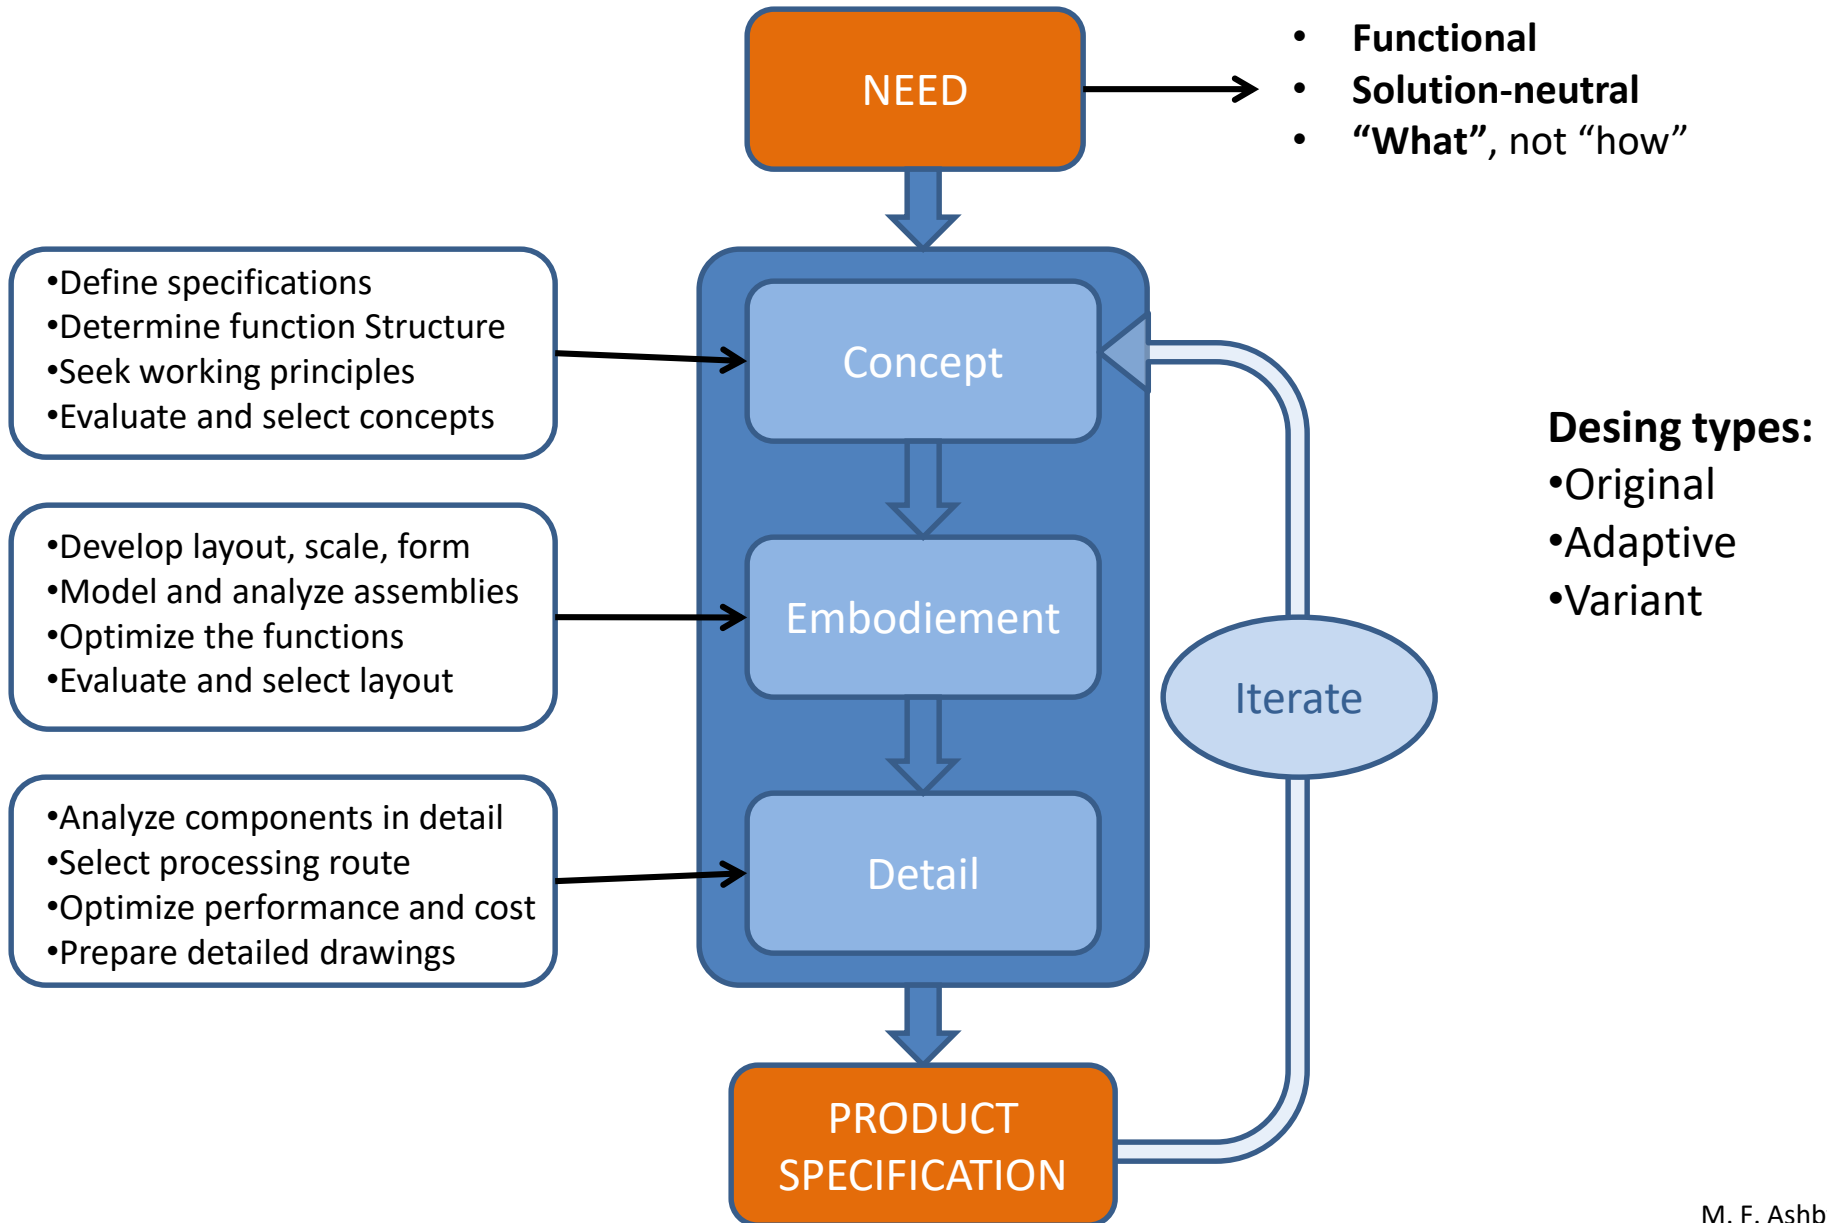 NEED
• Functional
• Solution-neutral
• “What”, not “how”
•Define specifications
•Determine function Structure
•Seek working principles
•Evaluate and select concepts
Concept
•Develop layout, scale, form
•Model and analyze assemblies
•Optimize the functions
•Evaluate and select layout
Embodiement
•Analyze components in detail
•Select processing route
•Optimize performance and cost
•Prepare detailed drawings
Detail
Iterate
Desing types:
•Original
•Adaptive
•Variant
PRODUCT
SPECIFICATION
M. F. Ashb